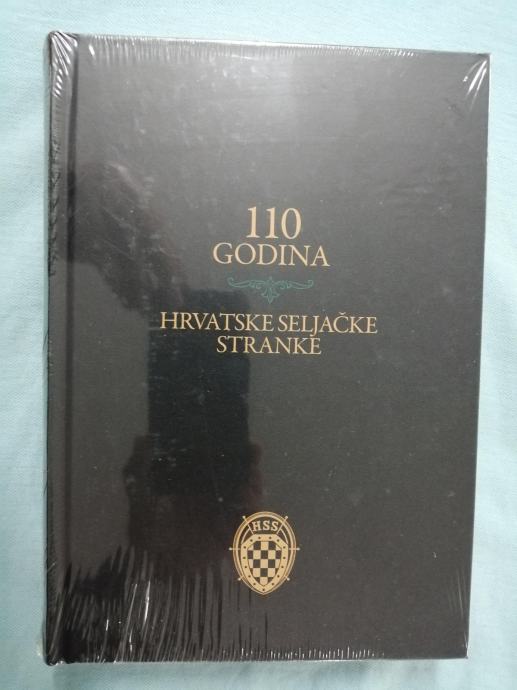 110
GODINA
HRVATSKE SELJAČKE
STRANKE
HSS